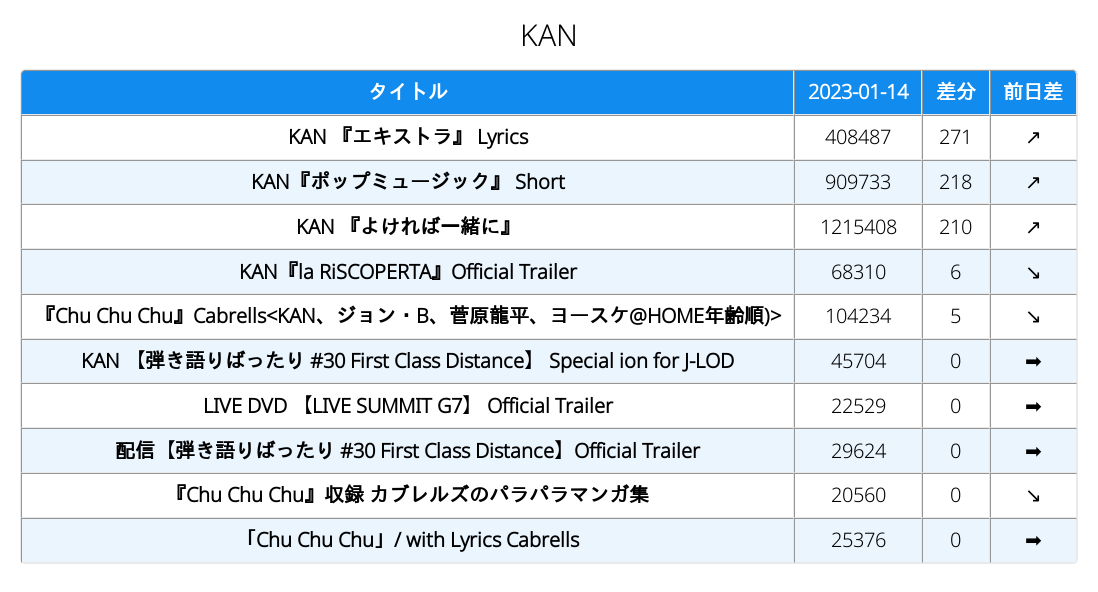 KAN
タイトル 2023-01-14 差分 前日差
KAN 『エキストラ』 Lyrics 408487 271 ↗
KAN『ポップミュージック』 Short 909733 218 ↗
KAN 『よければ一緒に』 1215408 210 ↗
KAN『la RiSCOPERTA』Official Trailer 68310 6 ↘
『Chu Chu Chu』Cabrells<KAN、ジョン・B、菅原龍平、ヨースケ@HOME年齢順)> 104234 5 ↘
KAN 【弾き語りばったり #30 First Class Distance】 Special ion for J-LOD 45704 0 ➡
LIVE DVD 【LIVE SUMMIT G7】 Official Trailer 22529 0 ➡
配信【弾き語りばったり #30 First Class Distance】Official Trailer 29624 0 ➡
『Chu Chu Chu』収録 カブレルズのパラパラマンガ集 20560 0 ↘
「Chu Chu Chu」/ with Lyrics Cabrells 25376 0 ➡